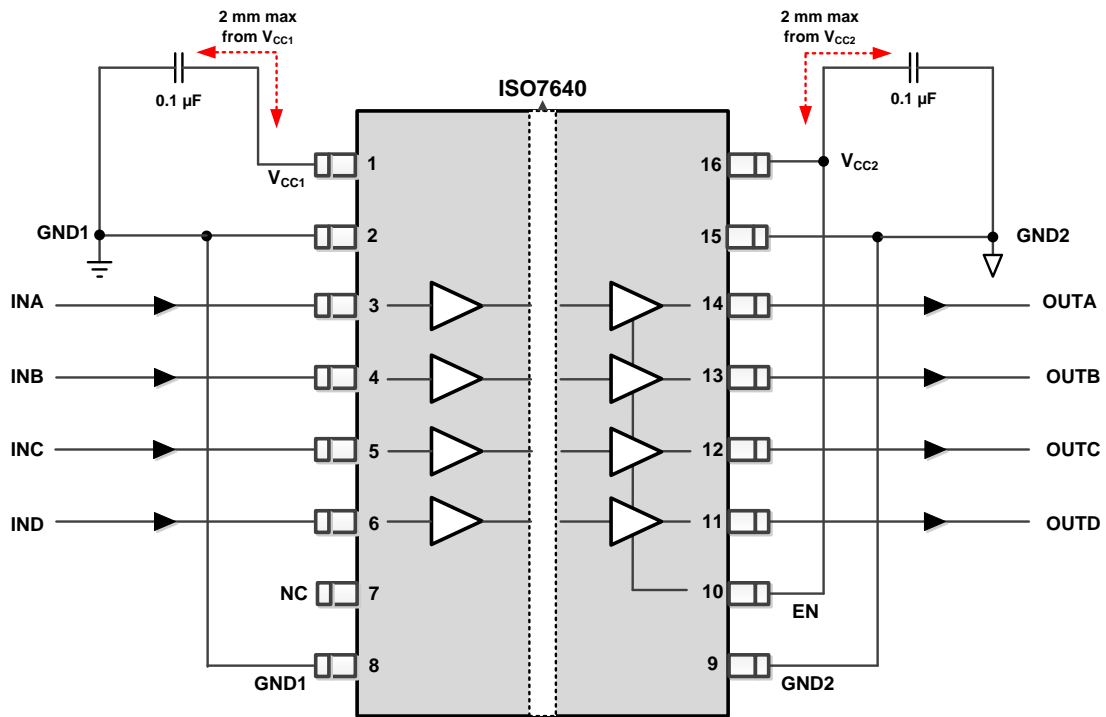 2 mm max
from VCC1
2 mm max
from VCC2
0.1 µF
0.1 µF
ISO7640
1
16
VCC1
VCC2
GND1
2
15
GND2
INA
3
14
OUTA
INB
4
13
OUTB
INC
5
12
OUTC
IND
6
11
OUTD
NC
7
10
EN
8
9
GND1
GND2